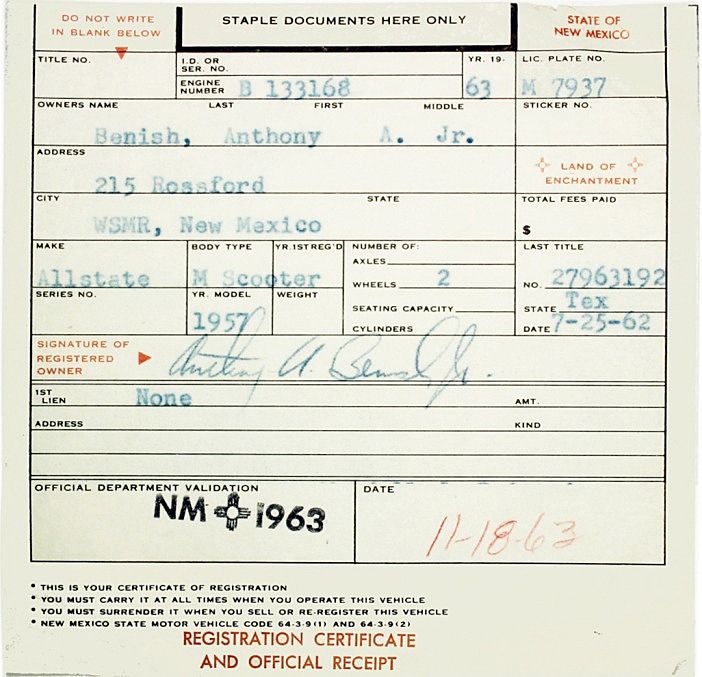 DO NOT WRITE IN BLANK BELOW
STAPLE DOCUMENTS HERE ONLY
STATE OF NEW MEXICO
TITLE NO.
I.D. OR SER. NO.
ENGINE NUMBER B 133168
YR. 19- 63
LIC. PLATE NO. M 7937
OWNERS NAME LAST FIRST MIDDLE
Benish, Anthony A. Jr.
STICKER NO.
ADDRESS
215 Rossford
LAND OF ENCHANTMENT
CITY STATE
WSMR, New Mexico
TOTAL FEES PAID
$
MAKE Allstate
BODY TYPE M Scooter
YR.1STREG'D
NUMBER OF:
AXLES
WHEELS 2
SEATING CAPACITY
CYLINDERS
LAST TITLE
NO. 27963192
STATE Tex
DATE 7-25-62
SERIES NO.
YR. MODEL 1957
WEIGHT
SIGNATURE OF REGISTERED OWNER
Anthony A. Benish, Jr.
1ST LIEN None
AMT.
ADDRESS
KIND
OFFICIAL DEPARTMENT VALIDATION
NM 1963
DATE
11-18-63
• THIS IS YOUR CERTIFICATE OF REGISTRATION
• YOU MUST CARRY IT AT ALL TIMES WHEN YOU OPERATE THIS VEHICLE
• YOU MUST SURRENDER IT WHEN YOU SELL OR RE-REGISTER THIS VEHICLE
• NEW MEXICO STATE MOTOR VEHICLE CODE 64-3-9(1) AND 64-3-9(2)
REGISTRATION CERTIFICATE
AND OFFICIAL RECEIPT